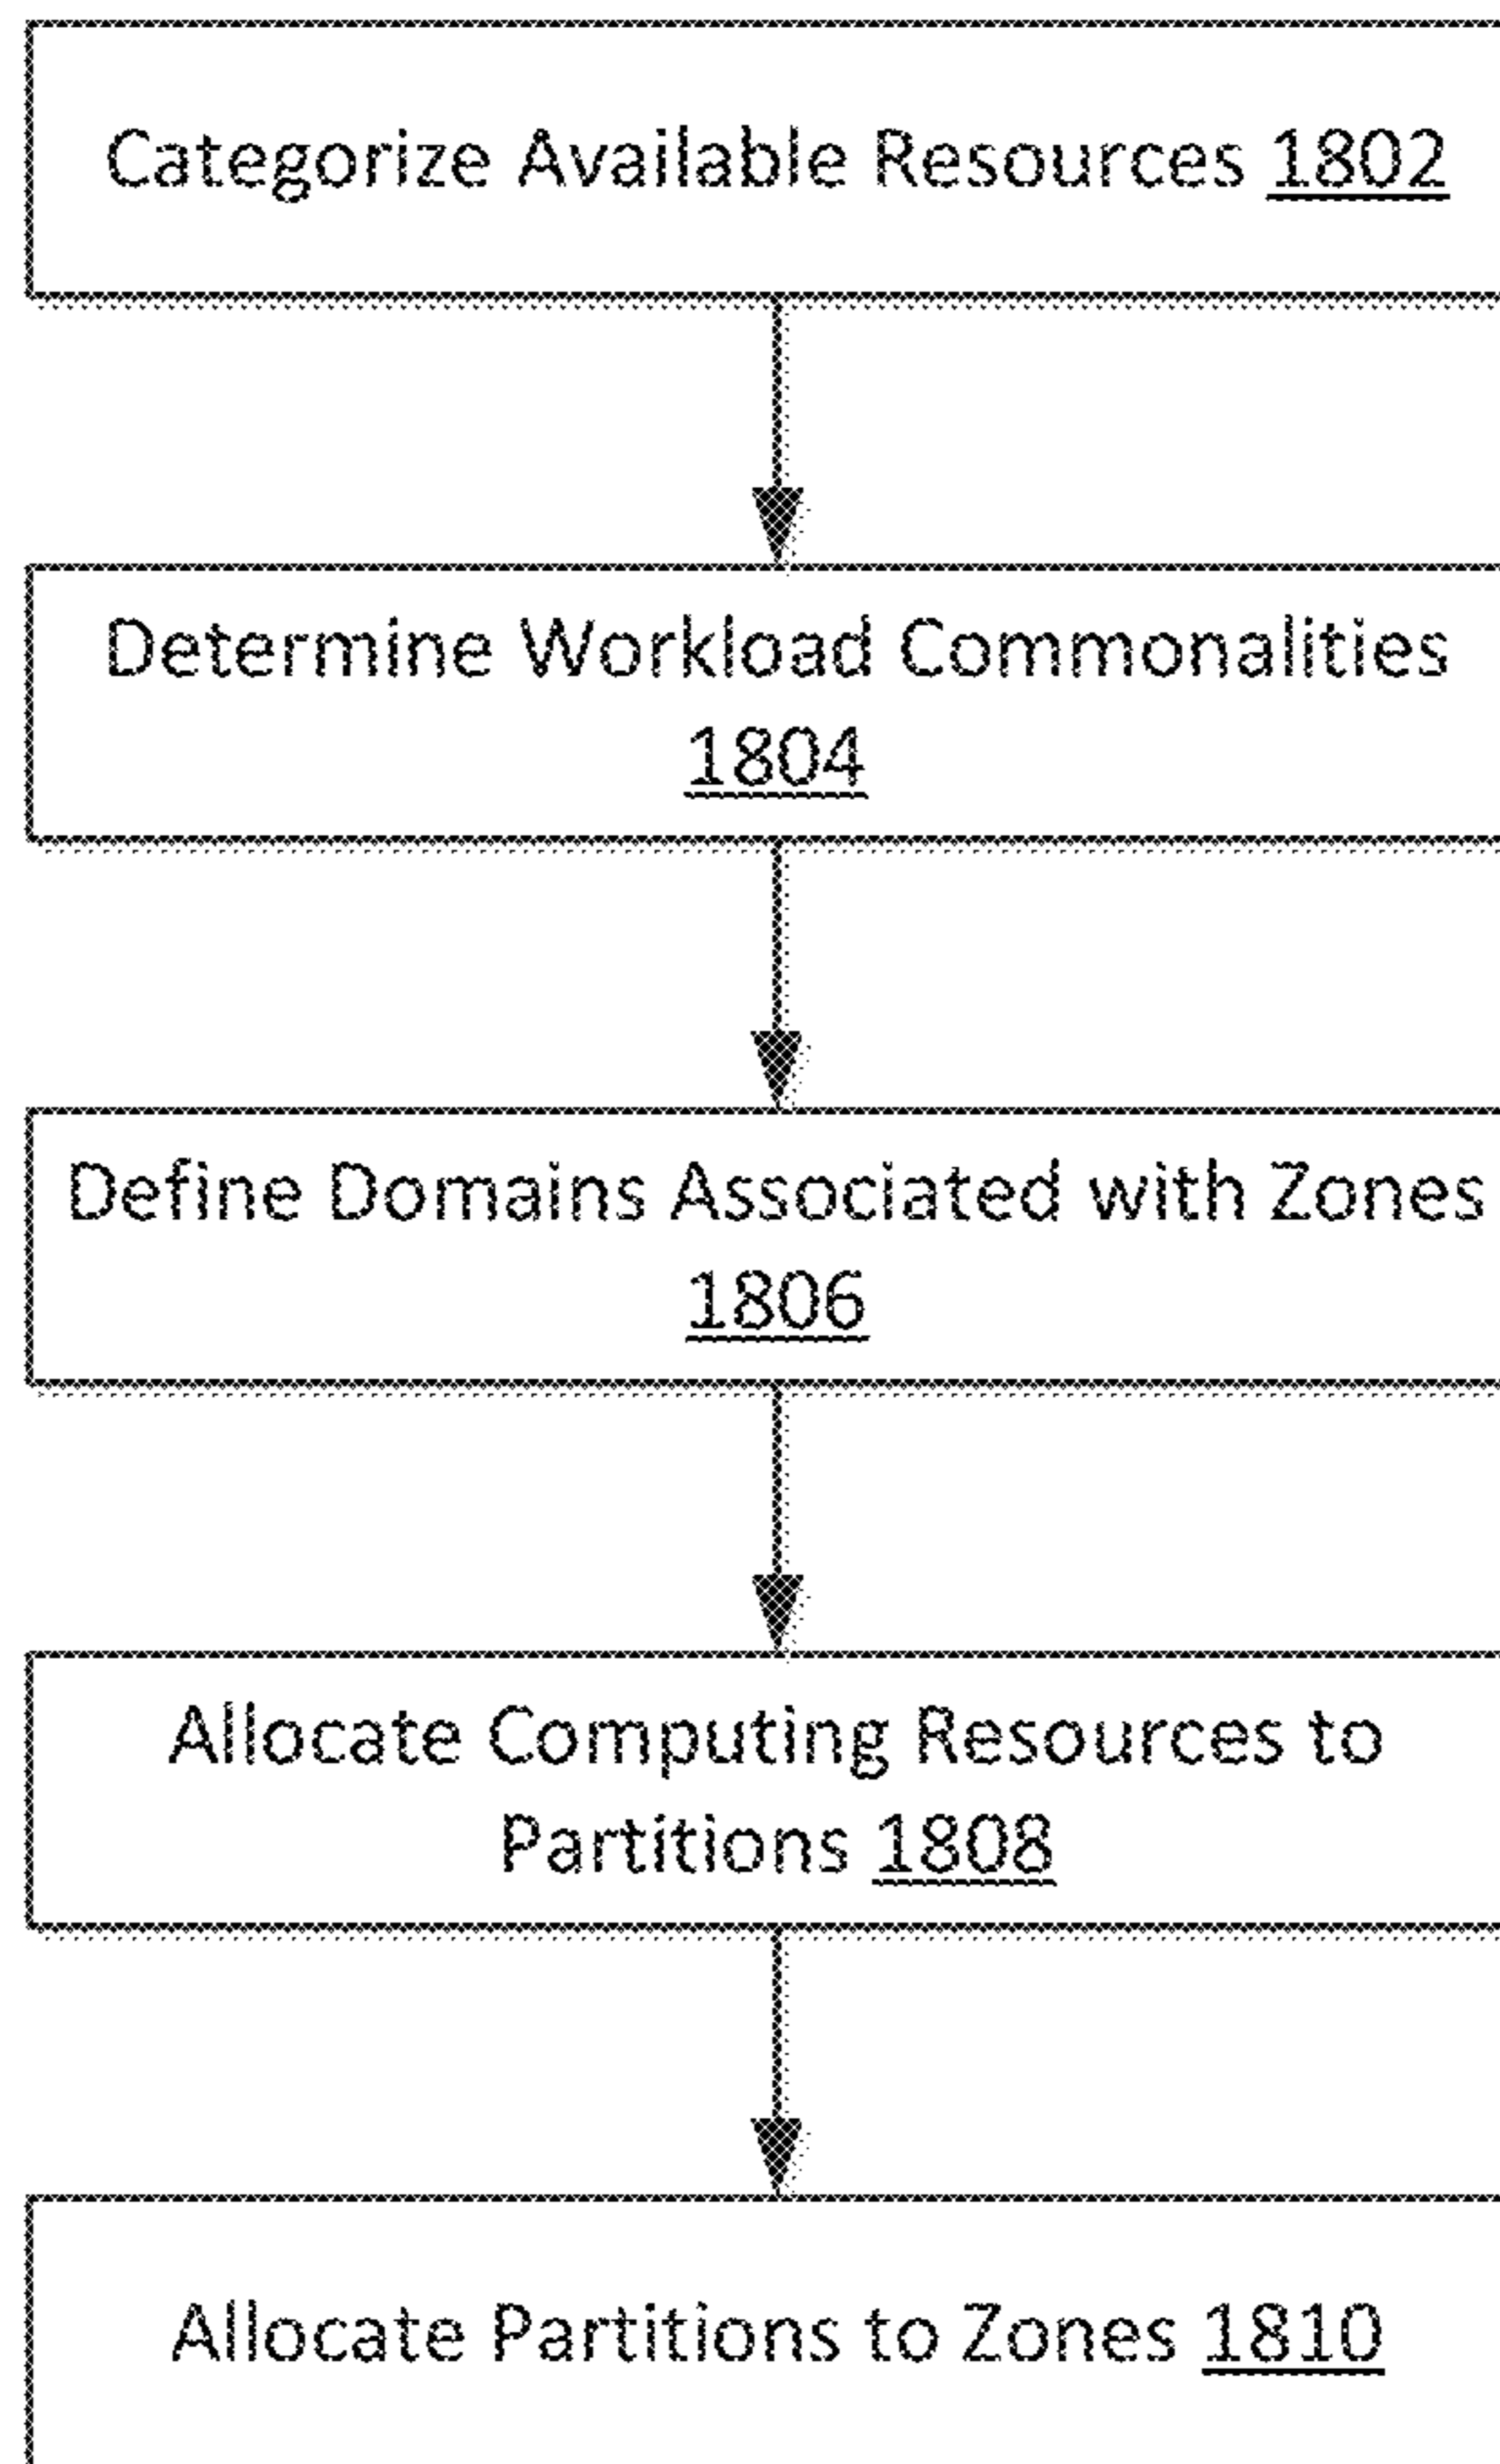 Categorize Available Resources 1802
Determine Workload Commonalities
1804
Define Domains Associated with Zones
1806
Allocate Computing Resources to
Partitions 1808
Allocate Partitions to Zones 1810